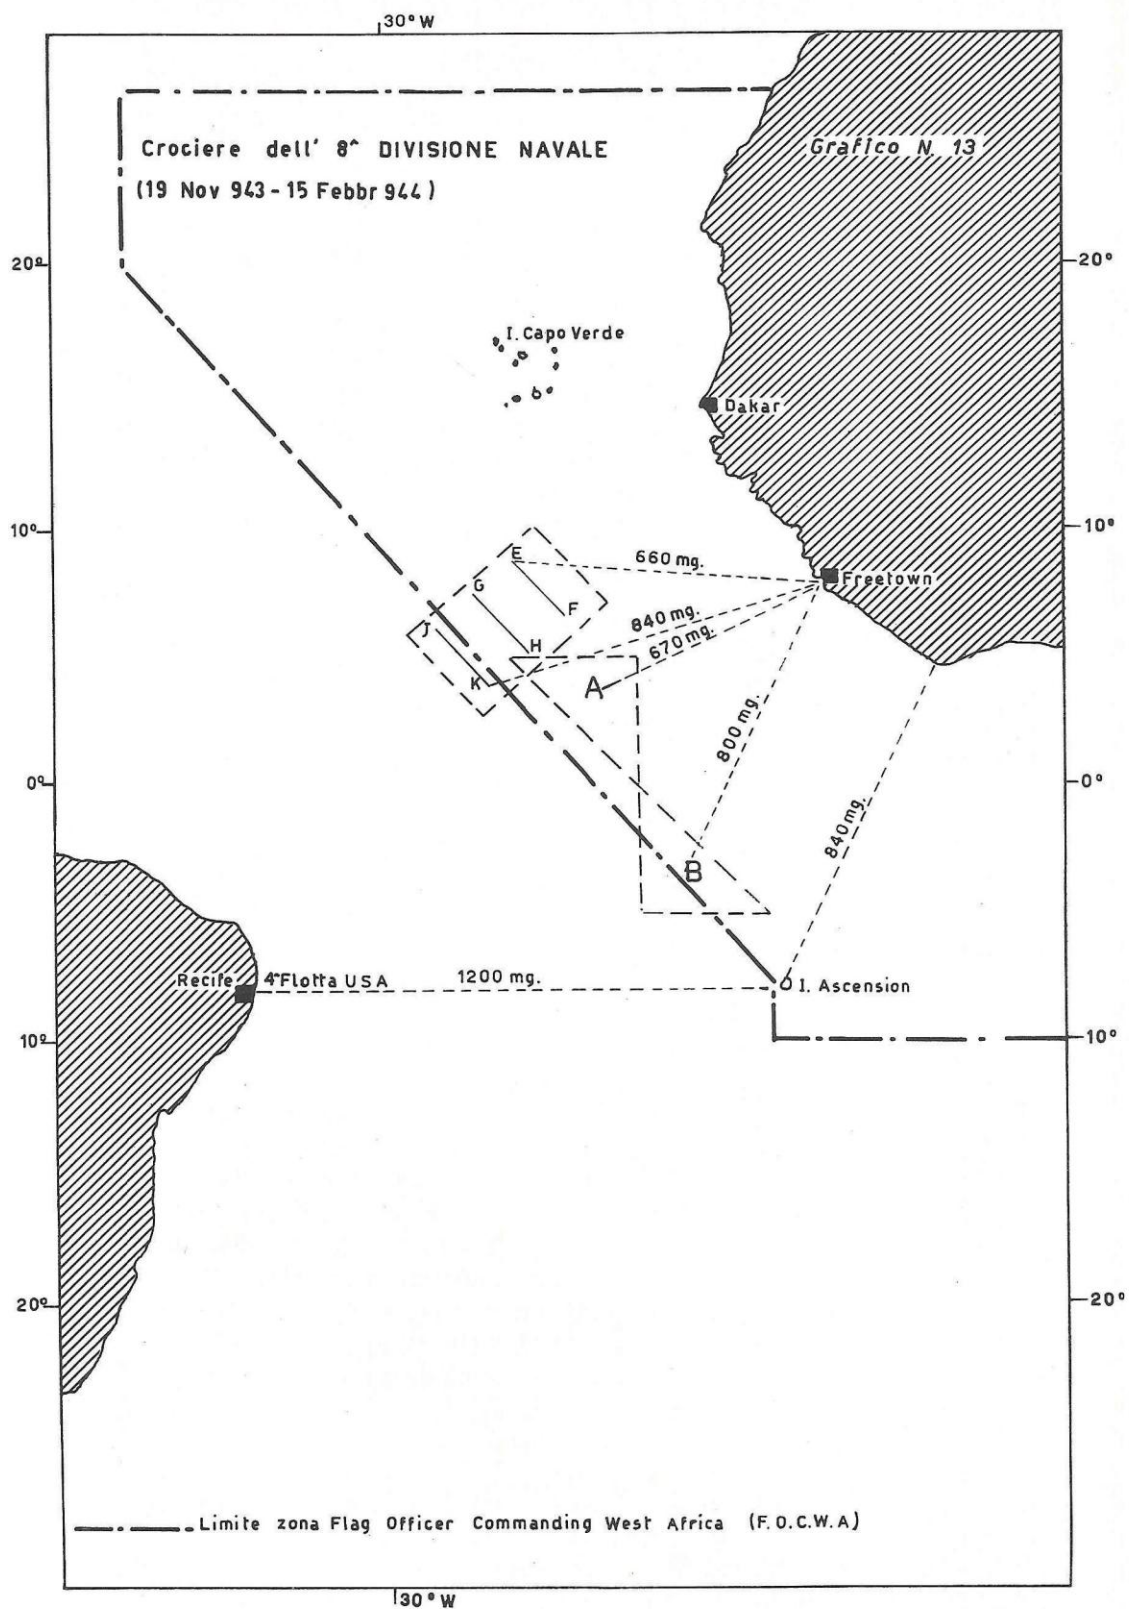 30° W
Crociere dell' 8^ DIVISIONE NAVALE
Grafico N. 13
(19 Nov 943 - 15 Febbr 944)
20°
20°
I. Capo Verde
Dakar
10°
10°
E
660 mg.
Freetown
G
F
840 mg.
J
670 mg.
H
K
A
800 mg.
0°
0°
840 mg.
B
Recife
4^ Flotta USA
1200 mg.
I. Ascension
10°
10°
20°
20°
Limite zona Flag Officer Commanding West Africa (F.O.C.W.A)
30° W